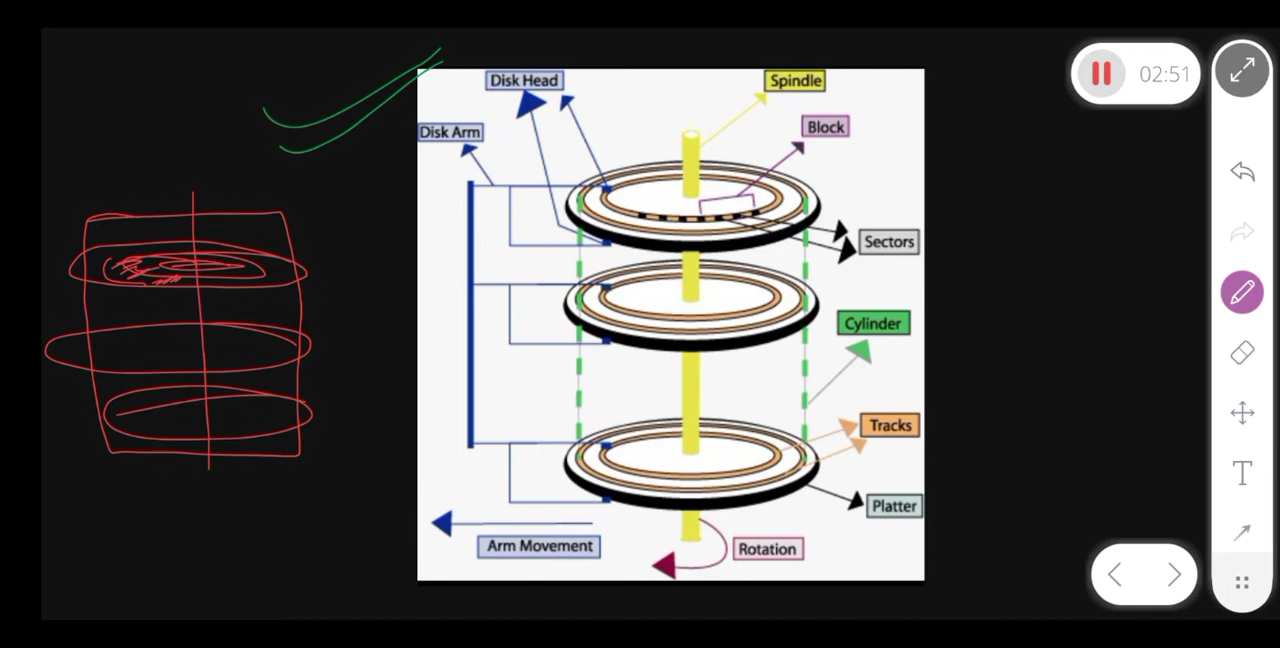 Disk Head
Spindle
02:51
Block
Disk Arm
Sectors
Cylinder
Tracks
Platter
Arm Movement
Rotation
T